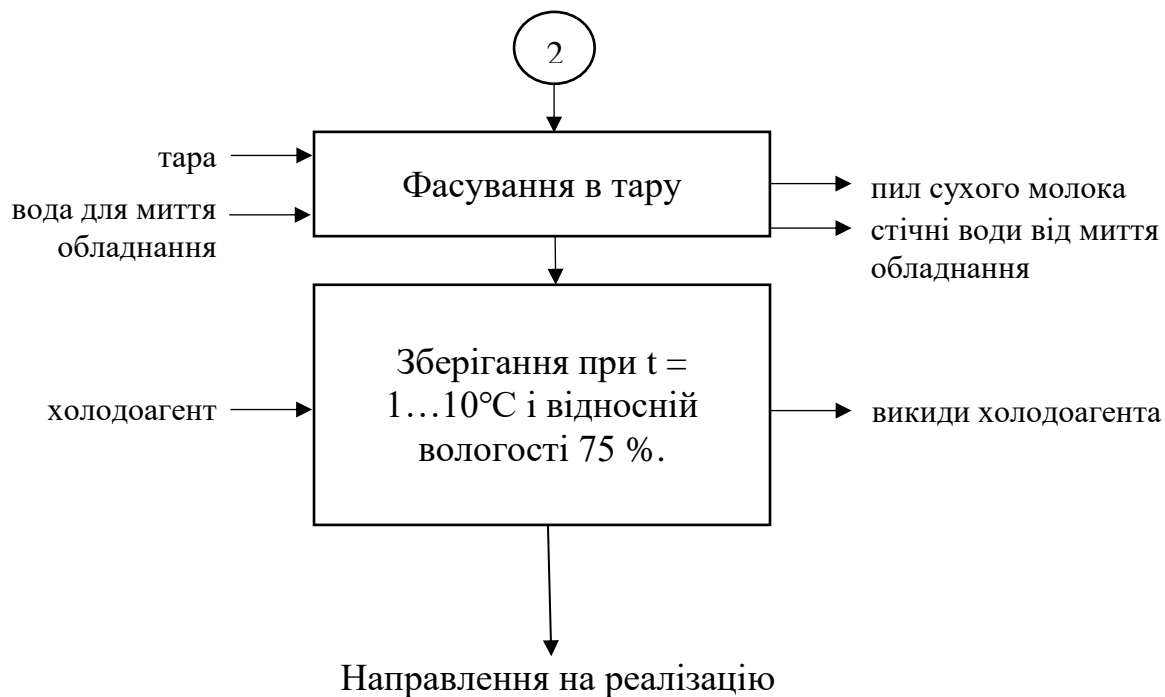 2
тара
Фасування в тару
пил сухого молока
вода для миття
обладнання
стічні води від миття
обладнання
Зберігання при t =
1…10℃ і відносній
вологості 75 %.
холодоагент
викиди холодоагента
Направлення на реалізацію